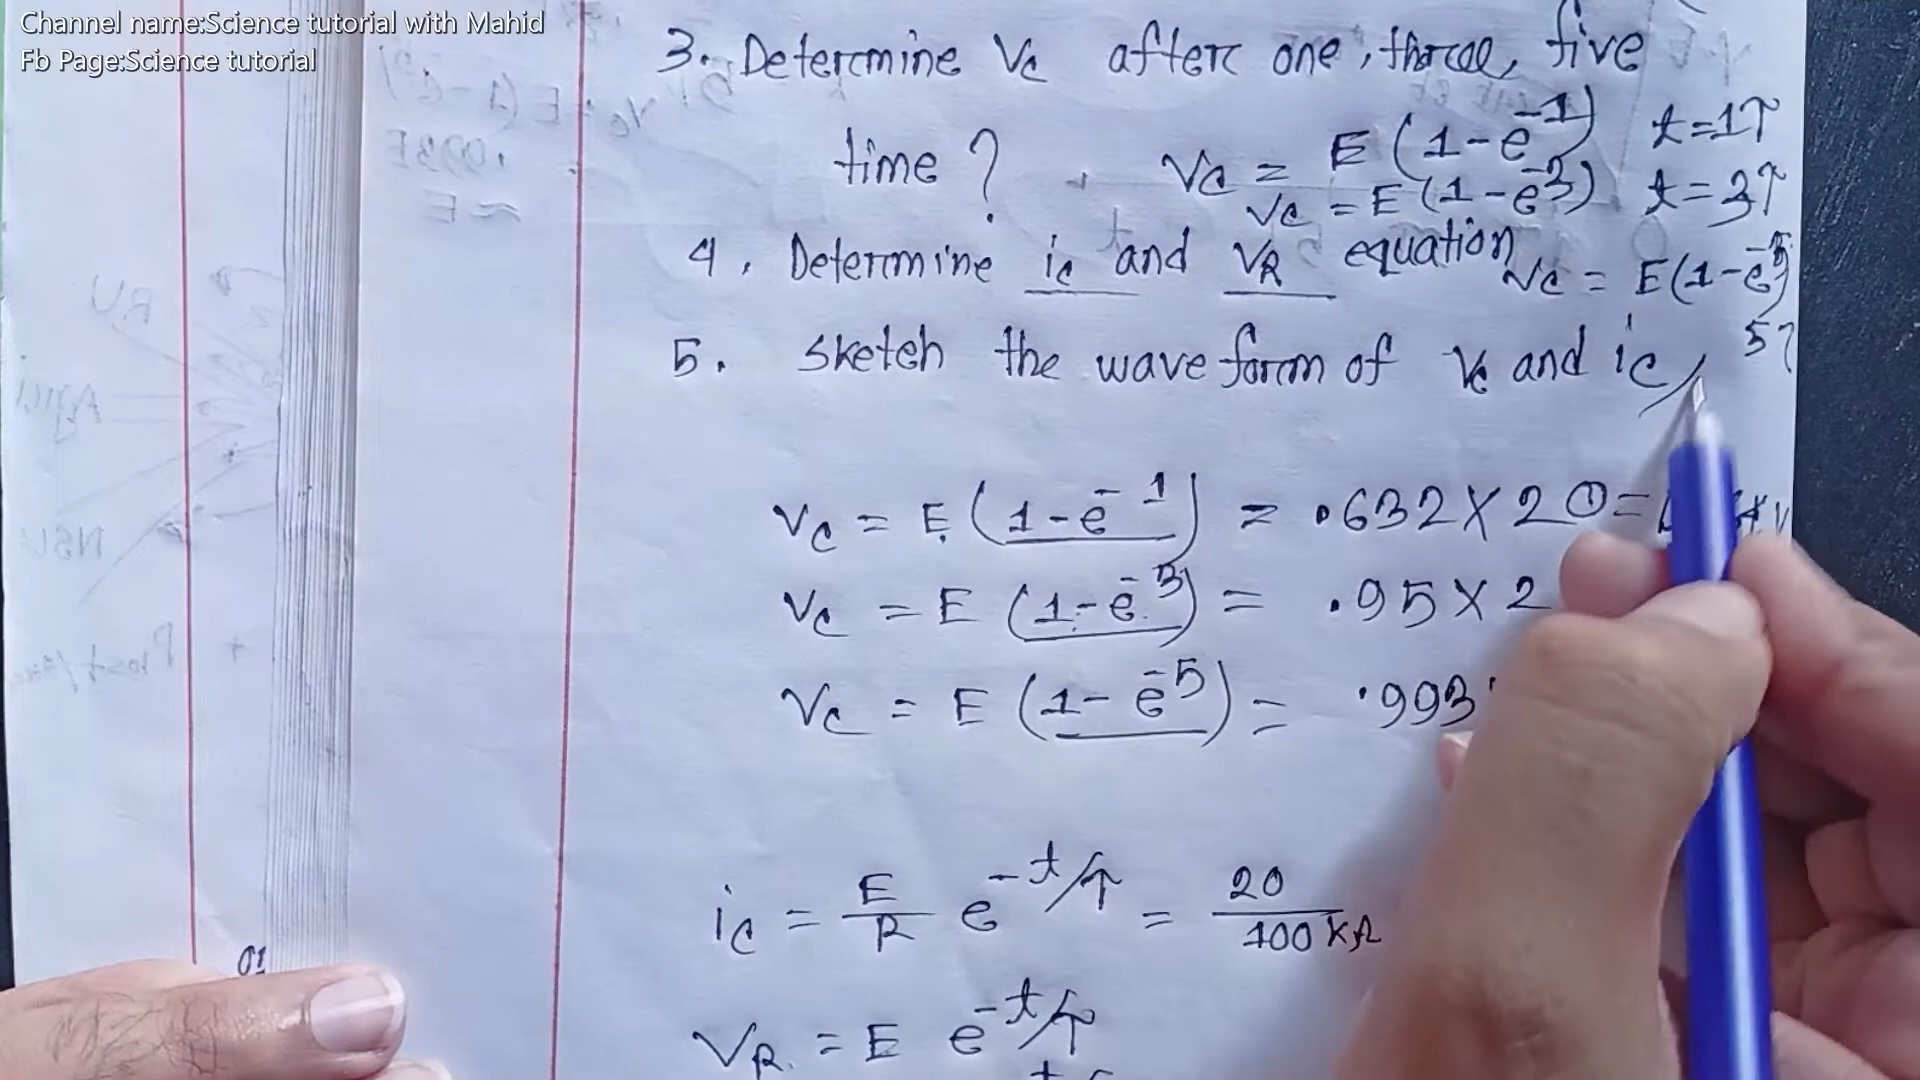 Channel name:Science tutorial with Mahid
Fb Page:Science tutorial
3. Determine Vc after one, three, five
time ? Vc = E (1-e^-1) t=1τ
Vc = E (1-e^-3) t=3τ
4. Determine ic and VR equation
Vc = E(1-e^-5)
5. Sketch the wave form of Vc and ic, 5τ
Vc = E (1-e^-1) = .632 X 20 =
Vc = E (1-e^-3) = .95 X 2
Vc = E (1-e^-5) = .993
ic = E/R e^-t/τ = 20/100 KΩ
VR = E e^-t/τ
01